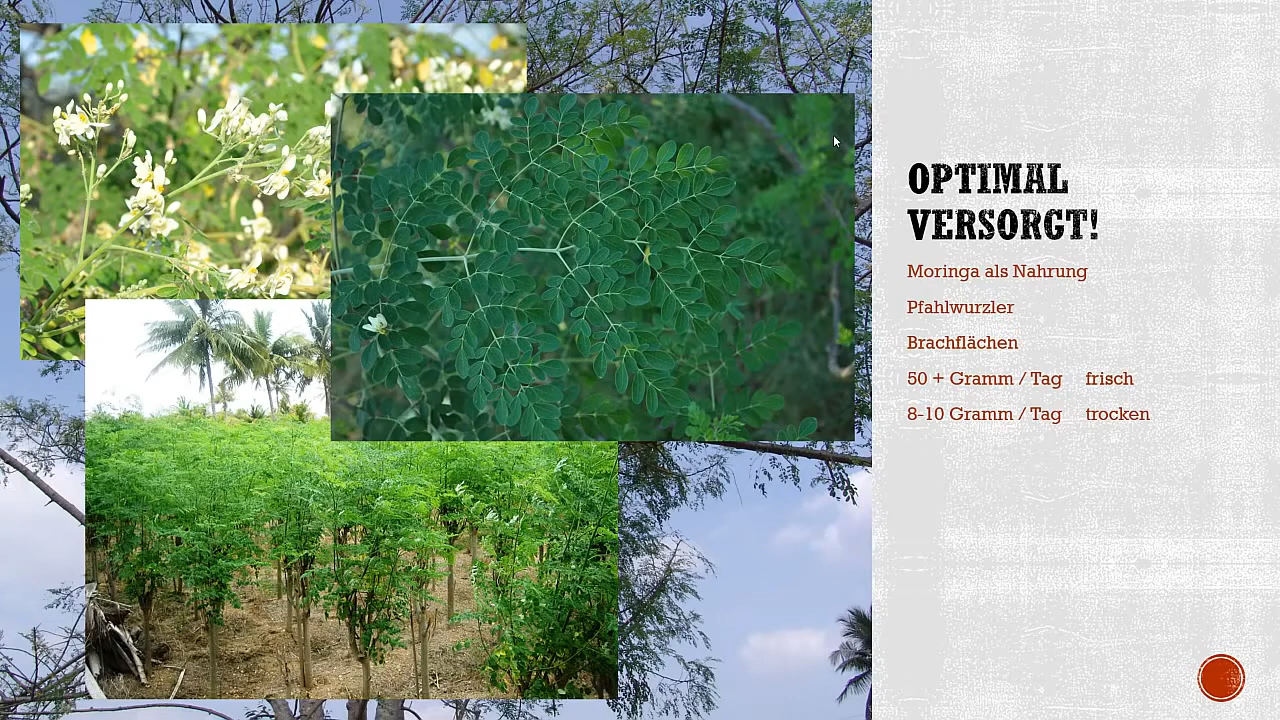 OPTIMAL
VERSORGT!
Moringa als Nahrung
Pfahlwurzler
Brachflächen
50 + Gramm / Tag frisch
8-10 Gramm / Tag trocken